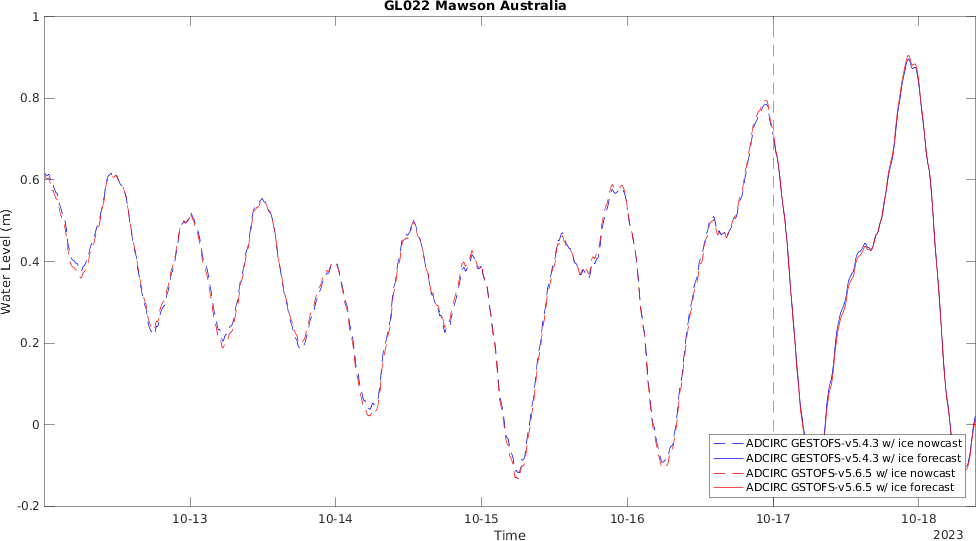 GL022 Mawson Australia
1
0.8
0.6
0.4
0.2
0
-0.2
Water Level (m)
ADCIRC GESTOFS-v5.4.3 w/ ice nowcast
ADCIRC GESTOFS-v5.4.3 w/ ice forecast
ADCIRC GSTOFS-v5.6.5 w/ ice nowcast
ADCIRC GSTOFS-v5.6.5 w/ ice forecast
10-13 10-14 10-15 10-16 10-17 10-18
Time
2023